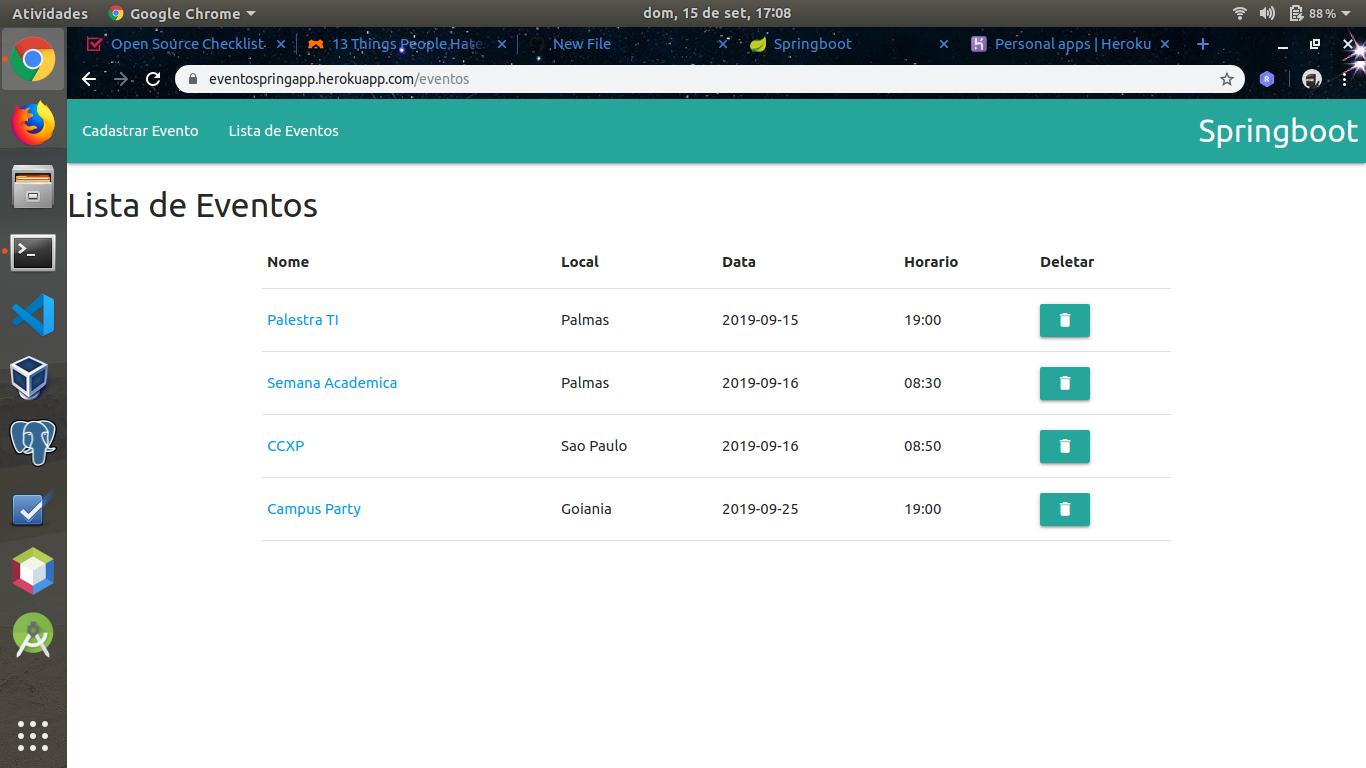 Atividades Google Chrome dom, 15 de set, 17:08 88%
Open Source Checklist 13 Things People Hate New File Springboot Personal apps | Heroku
eventospringapp.herokuapp.com/eventos R
Cadastrar Evento Lista de Eventos Springboot
Lista de Eventos
Nome Local Data Horario Deletar
Palestra TI Palmas 2019-09-15 19:00
Semana Academica Palmas 2019-09-16 08:30
CCXP Sao Paulo 2019-09-16 08:50
Campus Party Goiania 2019-09-25 19:00